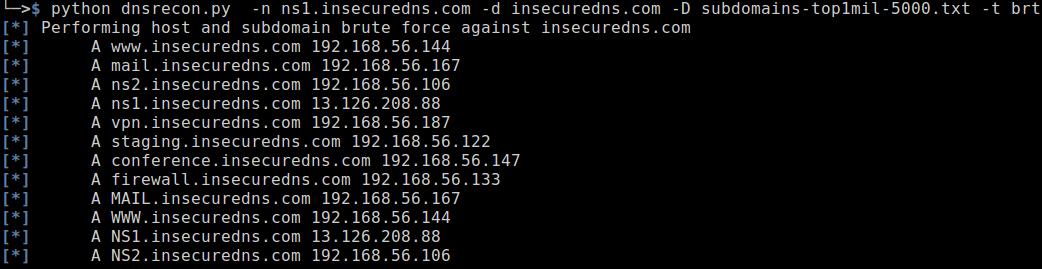 └─>$ python dnsrecon.py  -n ns1.insecuredns.com -d insecuredns.com -D subdomains-top1mil-5000.txt -t brt
[*] Performing host and subdomain brute force against insecuredns.com
[*]      A www.insecuredns.com 192.168.56.144
[*]      A mail.insecuredns.com 192.168.56.167
[*]      A ns2.insecuredns.com 192.168.56.106
[*]      A ns1.insecuredns.com 13.126.208.88
[*]      A vpn.insecuredns.com 192.168.56.187
[*]      A staging.insecuredns.com 192.168.56.122
[*]      A conference.insecuredns.com 192.168.56.147
[*]      A firewall.insecuredns.com 192.168.56.133
[*]      A MAIL.insecuredns.com 192.168.56.167
[*]      A WWW.insecuredns.com 192.168.56.144
[*]      A NS1.insecuredns.com 13.126.208.88
[*]      A NS2.insecuredns.com 192.168.56.106